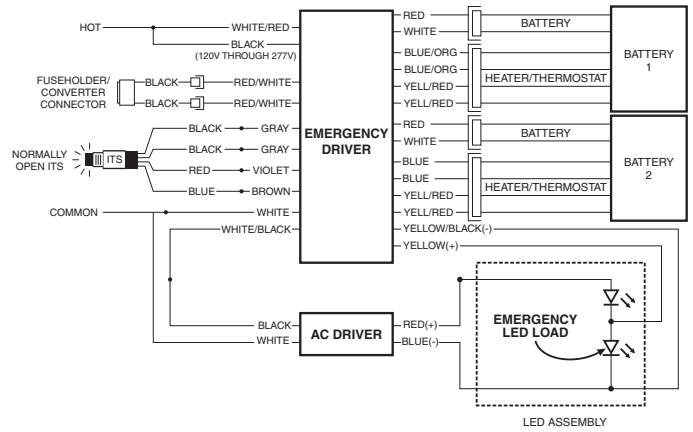 HOT
WHITE/RED
BLACK
(120V THROUGH 277V)
FUSEHOLDER/
CONVERTER
CONNECTOR
BLACK
RED/WHITE
BLACK
RED/WHITE
NORMALLY
OPEN ITS
ITS
BLACK
GRAY
BLACK
GRAY
RED
VIOLET
BLUE
BROWN
COMMON
WHITE
WHITE/BLACK
EMERGENCY
DRIVER
RED
WHITE
BATTERY
BLUE/ORG
BLUE/ORG
HEATER/THERMOSTAT
YELL/RED
YELL/RED
BATTERY
1
RED
WHITE
BATTERY
BLUE
BLUE
HEATER/THERMOSTAT
YELL/RED
YELL/RED
BATTERY
2
YELLOW/BLACK(-)
YELLOW(+)
BLACK
WHITE
AC DRIVER
RED(+)
BLUE(-)
EMERGENCY
LED LOAD
LED ASSEMBLY